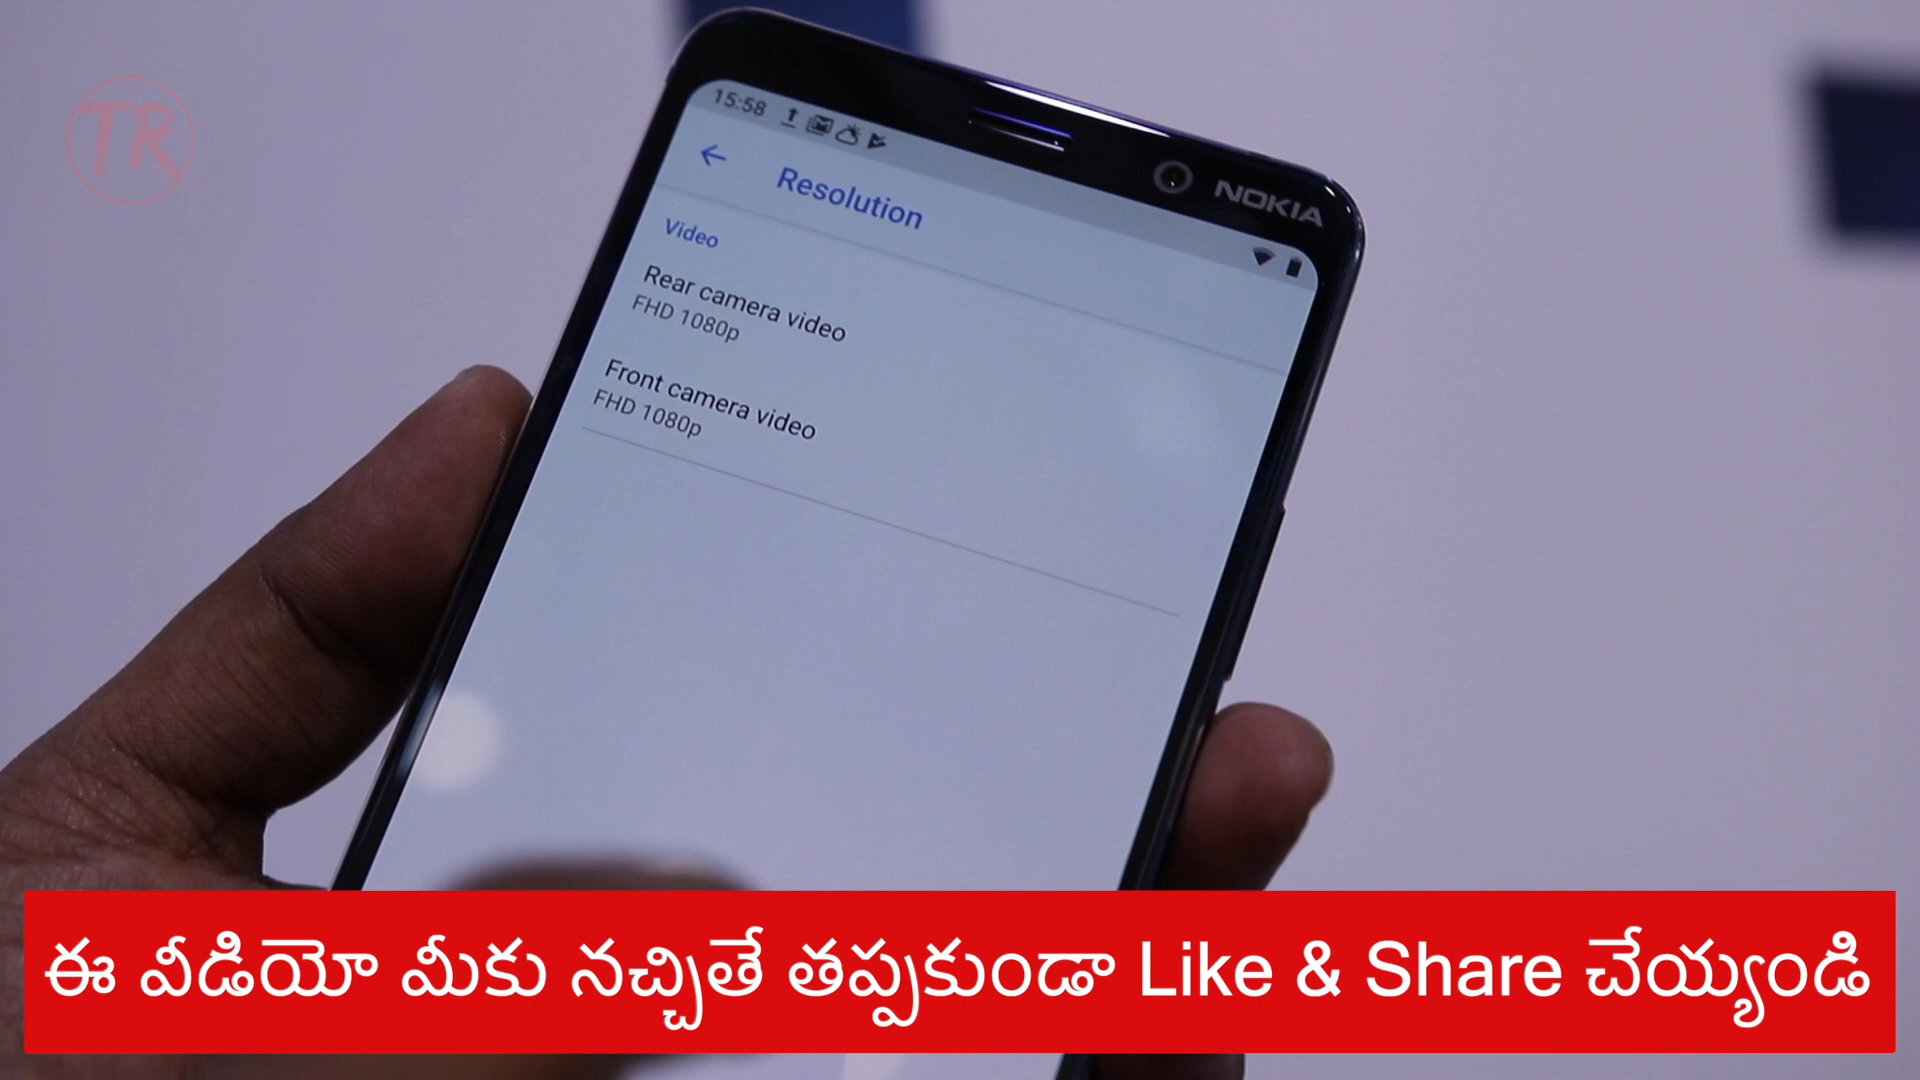 TR
15:58
NOKIA
Resolution
Video
Rear camera video
FHD 1080p
Front camera video
FHD 1080p
ఈ వీడియో మీకు నచ్చితే తప్పకుండా Like & Share చేయ్యండి